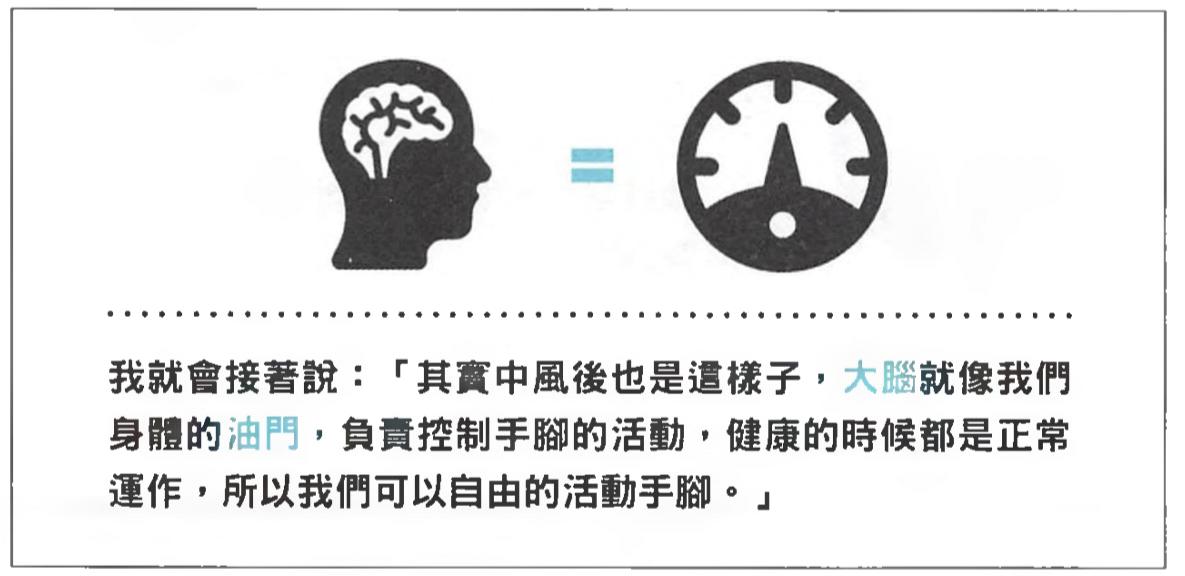 我就會接著說：「其實中風後也是這樣子，大腦就像我們
身體的油門，負責控制手腳的活動，健康的時候都是正常
運作，所以我們可以自由的活動手腳。」